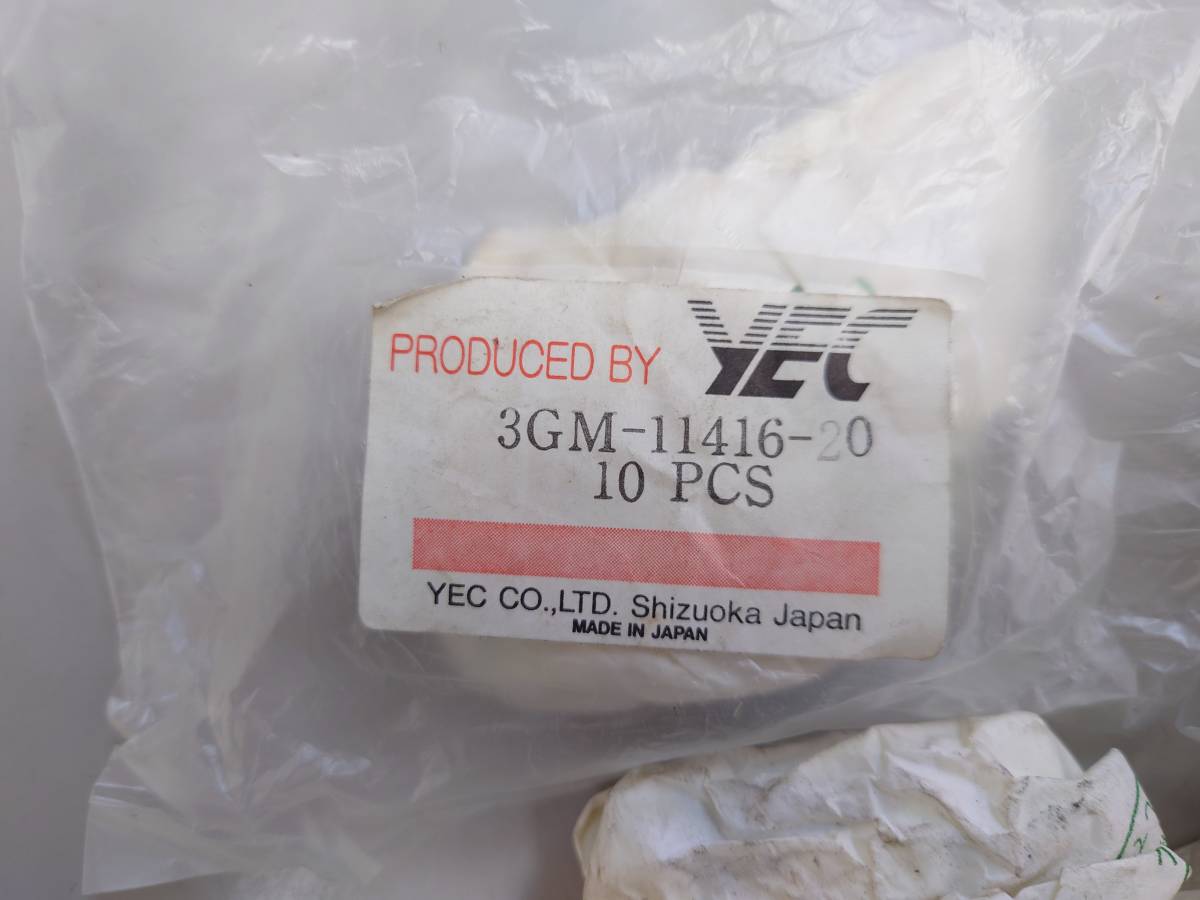 PRODUCED BY YEC
3GM-11416-20
10 PCS
YEC CO.,LTD. Shizuoka Japan
MADE IN JAPAN